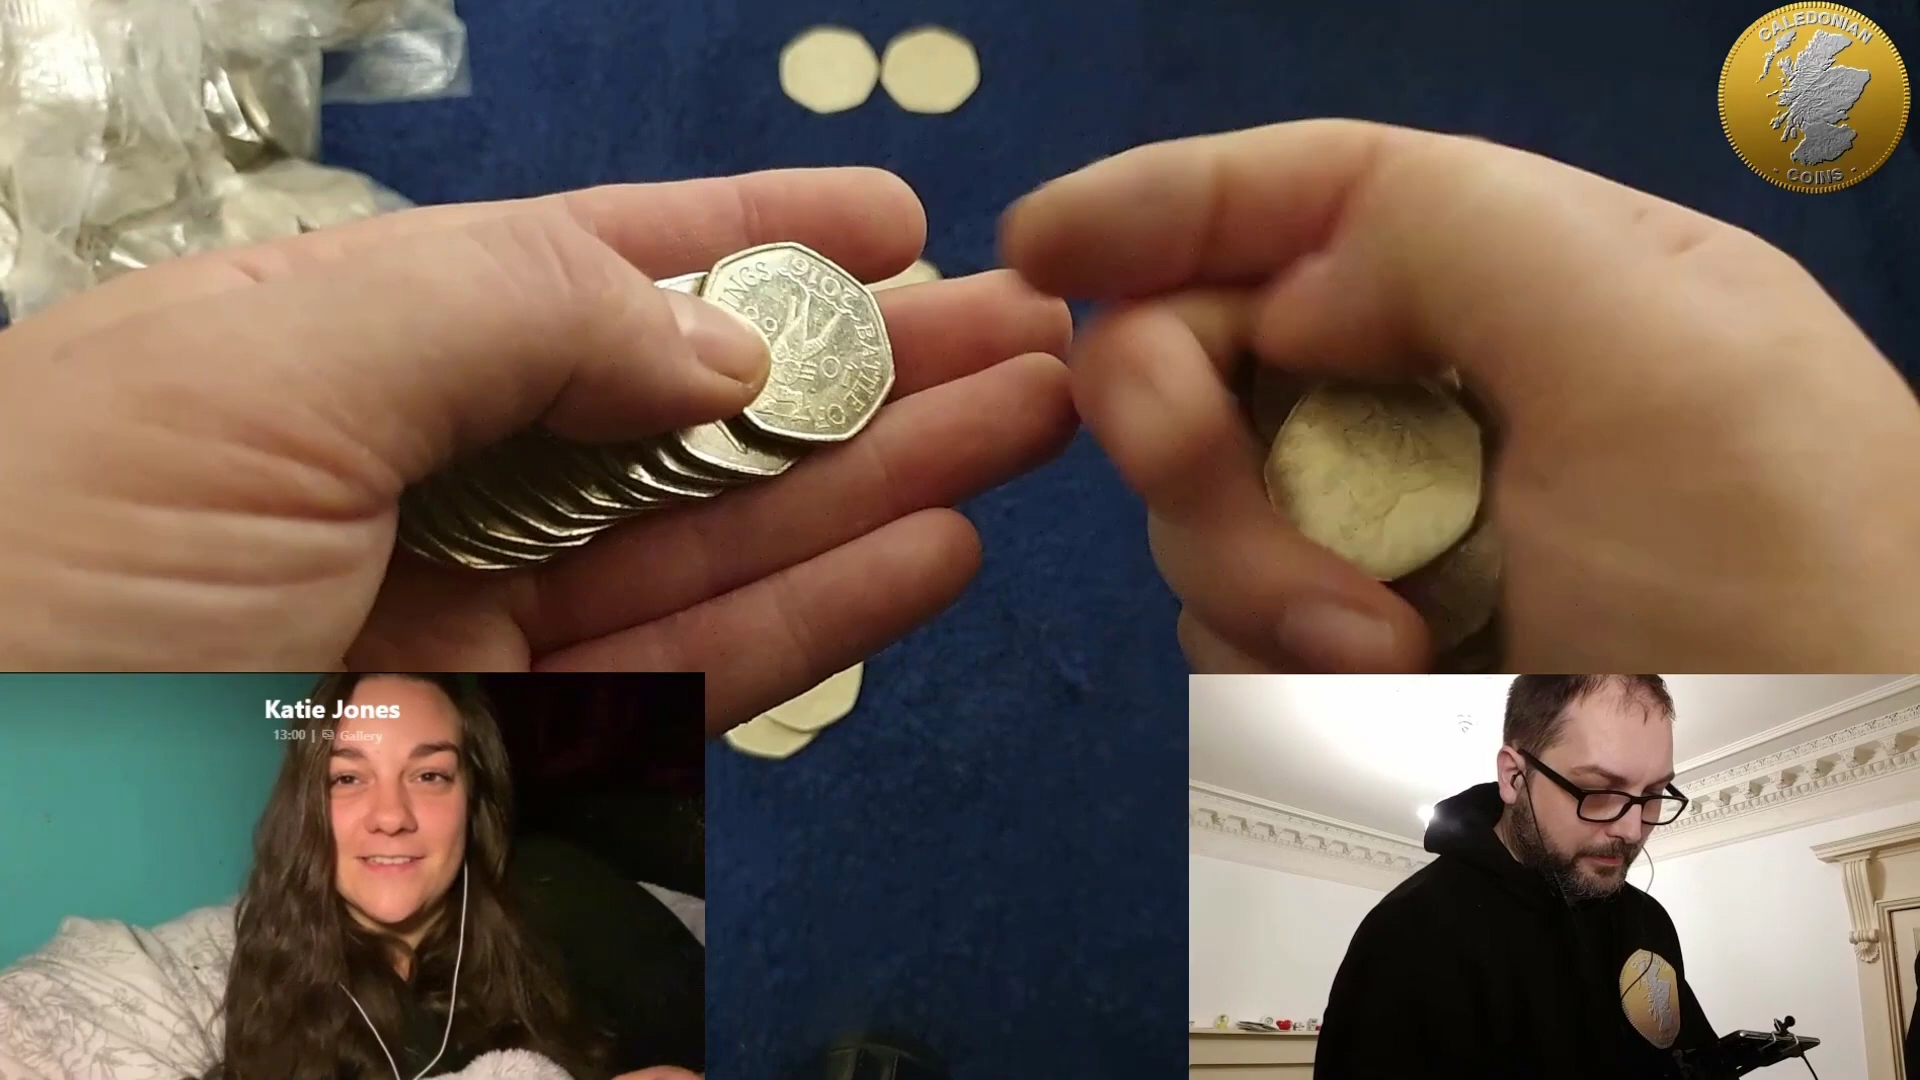 CALEDONIAN
- COINS -
2016 BATTLE OF
INGS
Katie Jones
13:00 | Gallery